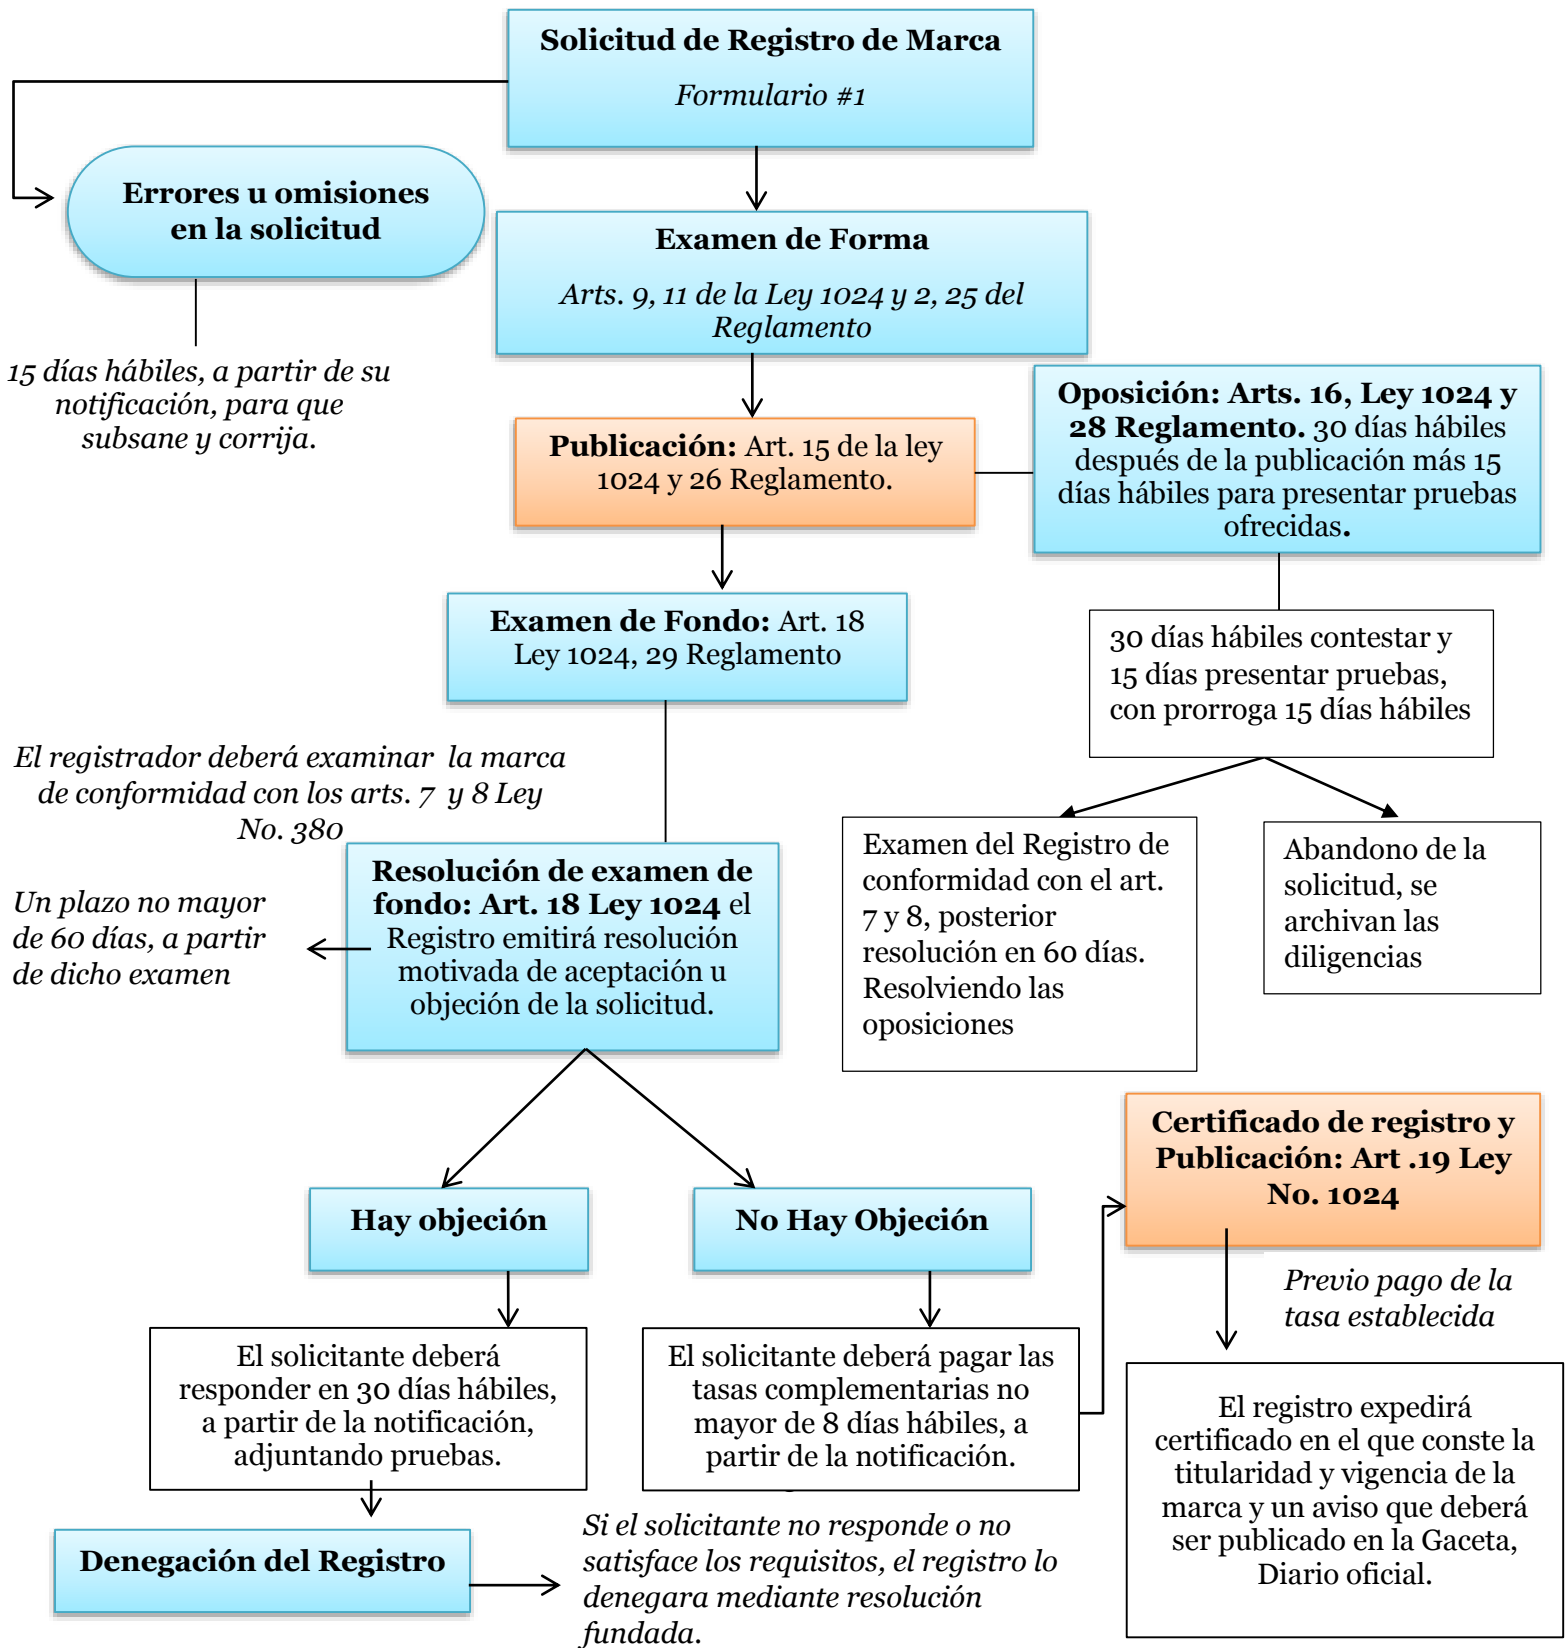 Solicitud de Registro de Marca
Formulario #1
Errores u omisiones
en la solicitud
15 días hábiles, a partir de su
notificación, para que
subsane y corrija.
Examen de Forma
Arts. 9, 11 de la Ley 1024 y 2, 25 del
Reglamento
Publicación: Art. 15 de la ley
1024 y 26 Reglamento.
Oposición: Arts. 16, Ley 1024 y
28 Reglamento. 30 días hábiles
después de la publicación más 15
días hábiles para presentar pruebas
ofrecidas.
Examen de Fondo: Art. 18
Ley 1024, 29 Reglamento
30 días hábiles contestar y
15 días presentar pruebas,
con prorroga 15 días hábiles
El registrador deberá examinar la marca
de conformidad con los arts. 7 y 8 Ley
No. 380
Resolución de examen de
fondo: Art. 18 Ley 1024 el
Registro emitirá resolución
motivada de aceptación u
objeción de la solicitud.
Un plazo no mayor
de 60 días, a partir
de dicho examen
Examen del Registro de
conformidad con el art.
7 y 8, posterior
resolución en 60 días.
Resolviendo las
oposiciones
Abandono de la
solicitud, se
archivan las
diligencias
Hay objeción
No Hay Objeción
Certificado de registro y
Publicación: Art .19 Ley
No. 1024
Previo pago de la
tasa establecida
El solicitante deberá
responder en 30 días hábiles,
a partir de la notificación,
adjuntando pruebas.
El solicitante deberá pagar las
tasas complementarias no
mayor de 8 días hábiles, a
partir de la notificación.
El registro expedirá
certificado en el que conste la
titularidad y vigencia de la
marca y un aviso que deberá
ser publicado en la Gaceta,
Diario oficial.
Denegación del Registro
Si el solicitante no responde o no
satisface los requisitos, el registro lo
denegara mediante resolución
fundada.